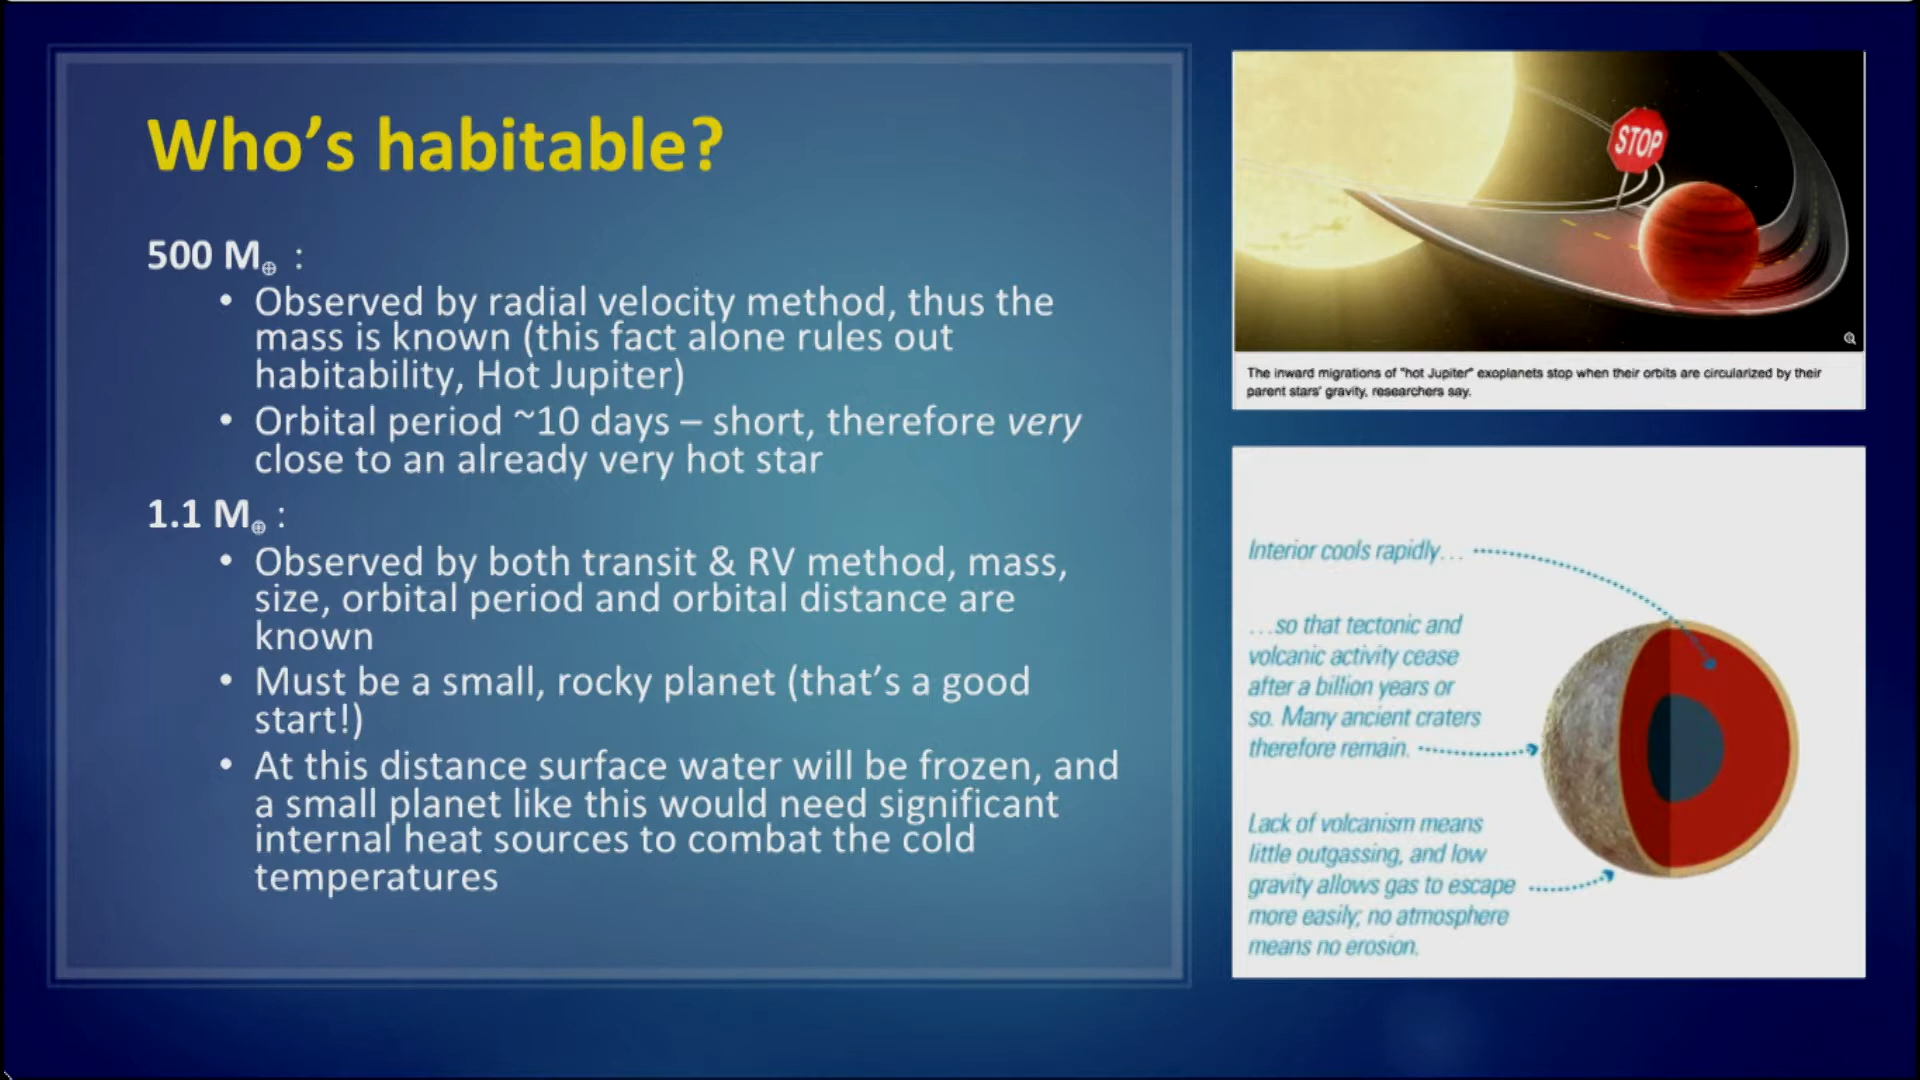 Who's habitable?
500 M⊕ :
• Observed by radial velocity method, thus the
mass is known (this fact alone rules out
habitability, Hot Jupiter)
• Orbital period ~10 days – short, therefore very
close to an already very hot star
1.1 M⊕ :
• Observed by both transit & RV method, mass,
size, orbital period and orbital distance are
known
• Must be a small, rocky planet (that's a good
start!)
• At this distance surface water will be frozen, and
a small planet like this would need significant
internal heat sources to combat the cold
temperatures
STOP
The inward migrations of "hot Jupiter" exoplanets stop when their orbits are circularized by their
parent stars' gravity, researchers say.
Interior cools rapidly...
...so that tectonic and
volcanic activity cease
after a billion years or
so. Many ancient craters
therefore remain.
Lack of volcanism means
little outgassing, and low
gravity allows gas to escape
more easily; no atmosphere
means no erosion.